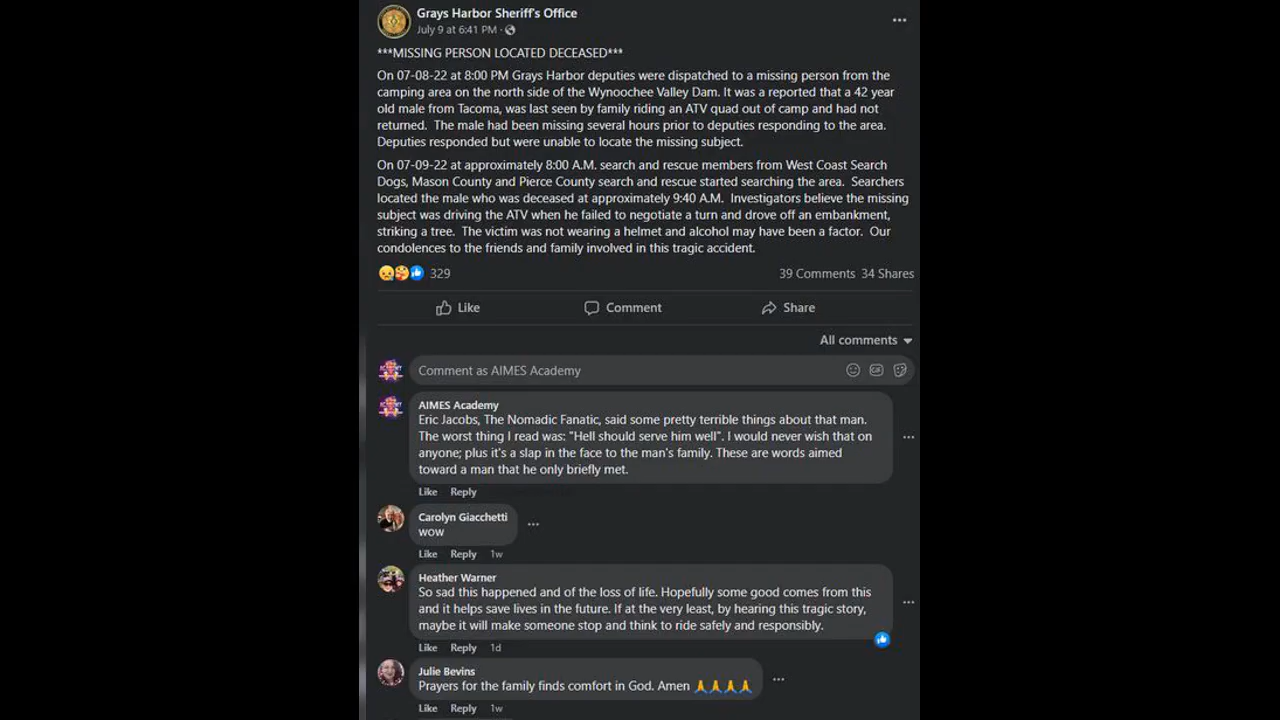 Grays Harbor Sheriff's Office
July 9 at 6:41 PM ·
***MISSING PERSON LOCATED DECEASED***
On 07-08-22 at 8:00 PM Grays Harbor deputies were dispatched to a missing person from the
camping area on the north side of the Wynoochee Valley Dam. It was a reported that a 42 year
old male from Tacoma, was last seen by family riding an ATV quad out of camp and had not
returned.  The male had been missing several hours prior to deputies responding to the area.
Deputies responded but were unable to locate the missing subject.
On 07-09-22 at approximately 8:00 A.M. search and rescue members from West Coast Search
Dogs, Mason County and Pierce County search and rescue started searching the area.  Searchers
located the male who was deceased at approximately 9:40 A.M.  Investigators believe the missing
subject was driving the ATV when he failed to negotiate a turn and drove off an embankment,
striking a tree.  The victim was not wearing a helmet and alcohol may have been a factor.  Our
condolences to the friends and family involved in this tragic accident.
329
39 Comments 34 Shares
Like Comment Share
All comments
Comment as AIMES Academy
AIMES Academy
Eric Jacobs, The Nomadic Fanatic, said some pretty terrible things about that man.
The worst thing I read was: "Hell should serve him well". I would never wish that on
anyone; plus it's a slap in the face to the man's family. These are words aimed
toward a man that he only briefly met.
Like Reply
Carolyn Giacchetti
wow
Like Reply 1w
Heather Warner
So sad this happened and of the loss of life. Hopefully some good comes from this
and it helps save lives in the future. If at the very least, by hearing this tragic story,
maybe it will make someone stop and think to ride safely and responsibly.
Like Reply 1d
Julie Bevins
Prayers for the family finds comfort in God. Amen 🙏🙏🙏🙏
Like Reply 1w